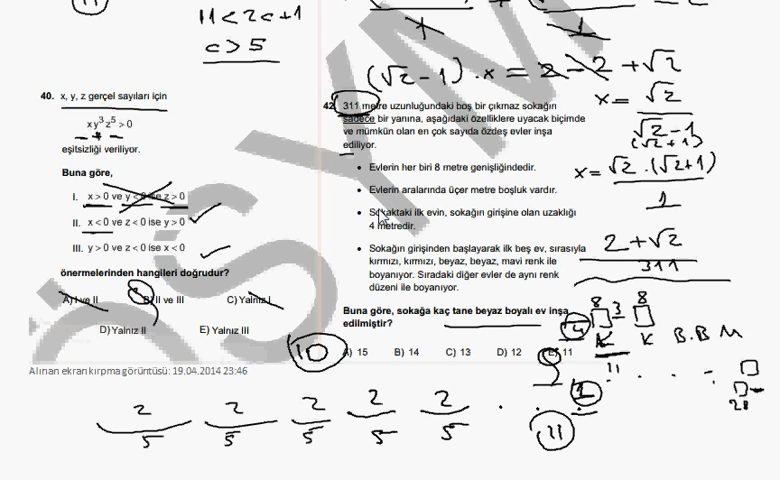 11 < 2c+1
c > 5
40. x, y, z gerçel sayıları için
xy³z⁵ > 0
eşitsizliği veriliyor.
Buna göre,
I. x > 0 ve y < 0 ise z > 0
II. x < 0 ve z < 0 ise y > 0
III. y > 0 ve z < 0 ise x < 0
önermelerinden hangileri doğrudur?
A) I ve II B) II ve III C) Yalnız I
D) Yalnız II E) Yalnız III
Alınan ekran kırpma görüntüsü: 19.04.2014 23:46
42. 311 metre uzunluğundaki boş bir çıkmaz sokağın
sadece bir yanına, aşağıdaki özelliklere uyacak biçimde
ve mümkün olan en çok sayıda özdeş evler inşa
ediliyor.
• Evlerin her biri 8 metre genişliğindedir.
• Evlerin aralarında üçer metre boşluk vardır.
• Sokaktaki ilk evin, sokağın girişine olan uzaklığı
4 metredir.
• Sokağın girişinden başlayarak ilk beş ev, sırasıyla
kırmızı, kırmızı, beyaz, beyaz, mavi renk ile
boyanıyor. Sıradaki diğer evler de aynı renk
düzeni ile boyanıyor.
Buna göre, sokağa kaç tane beyaz boyalı ev inşa
edilmiştir?
A) 15 B) 14 C) 13 D) 12 E) 11
(√2-1).x = 2-2+√2
x = √2
√2-1
(√2+1)
x = √2.(√2+1)
1
2+√2
311
8 3 8
4
K K B.B M
11
10
1
28
2 2 2 2 2
5 5 5 5 5
11